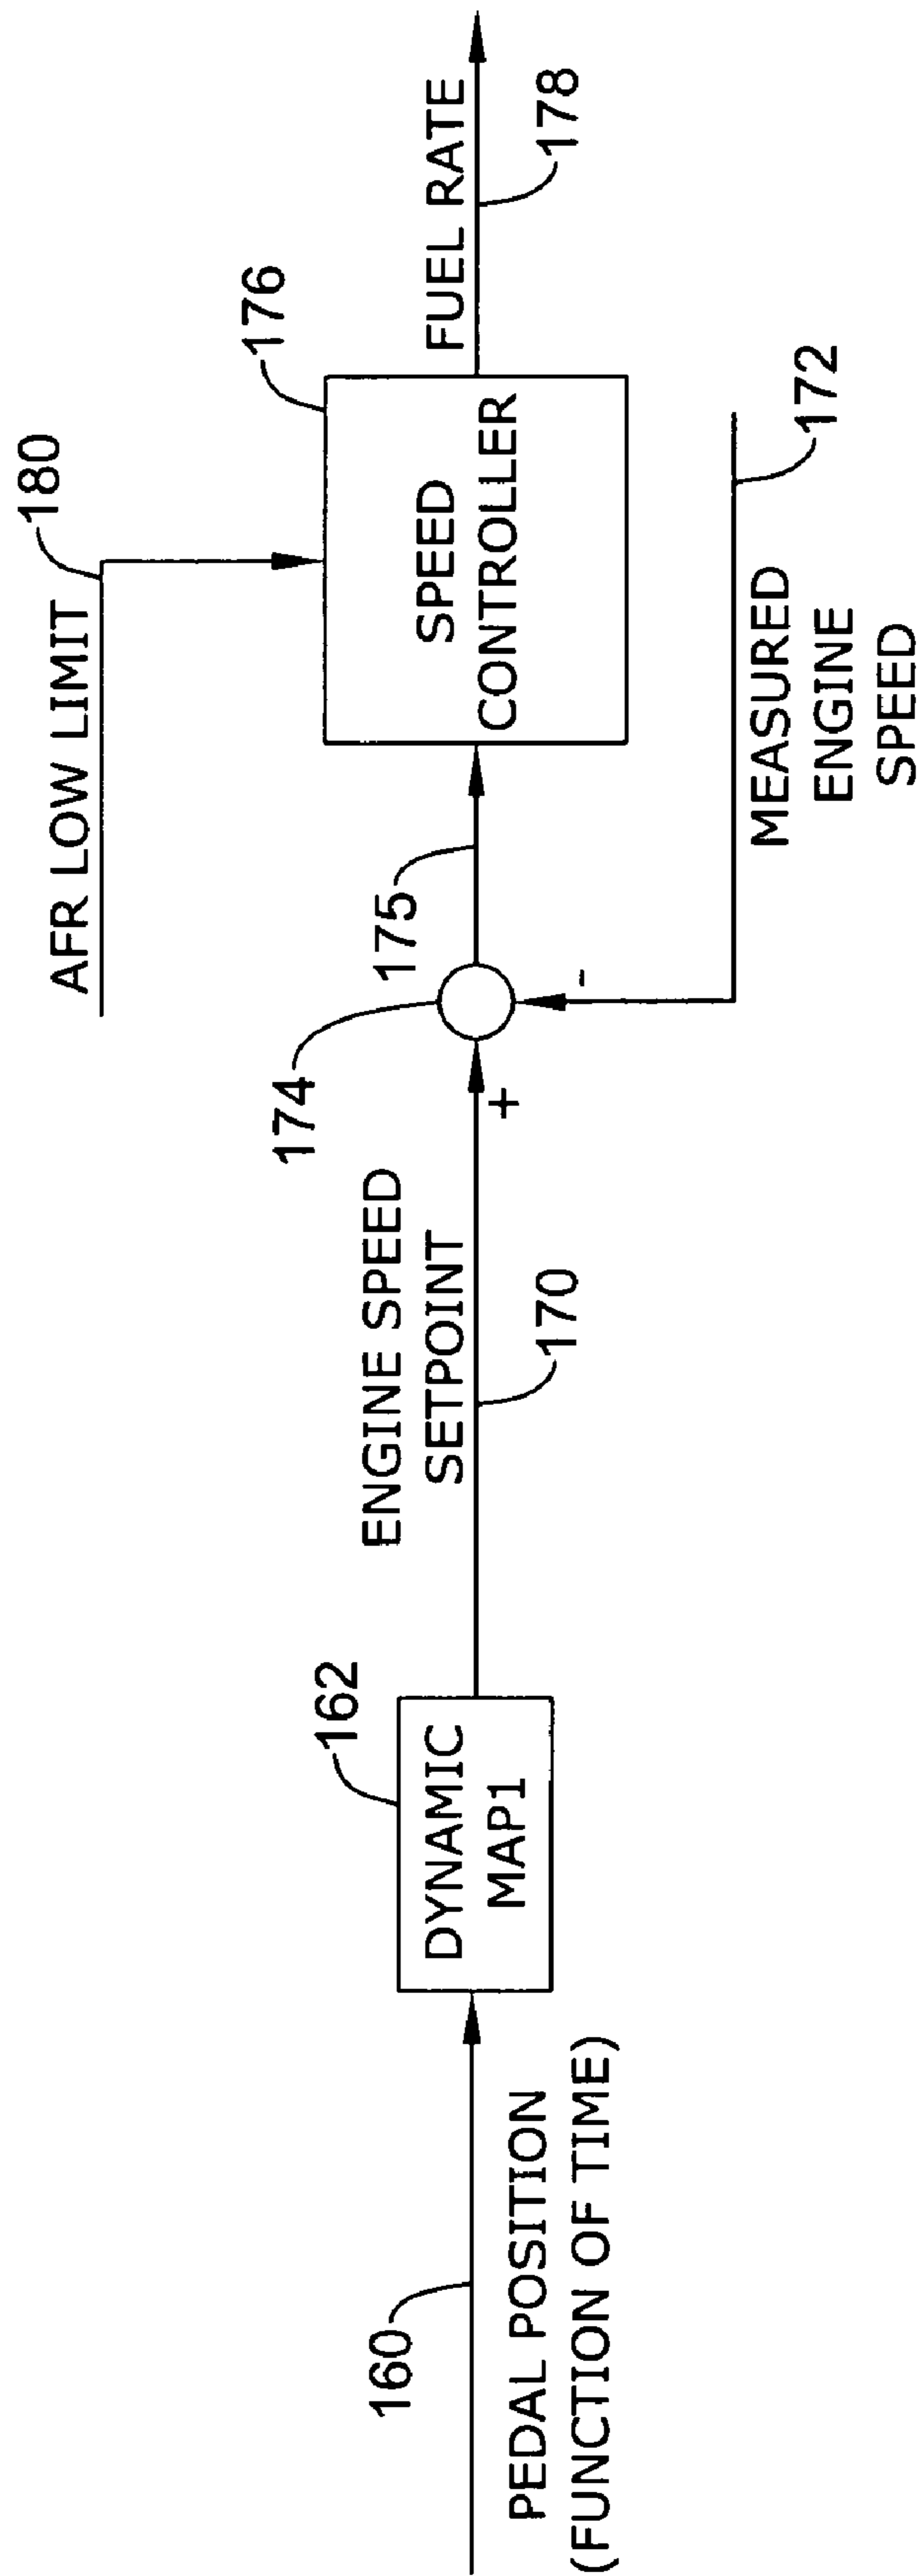 AFR LOW LIMIT
180
176
FUEL RATE
178
SPEED
CONTROLLER
174
175
172
MEASURED
ENGINE
SPEED
ENGINE SPEED
SETPOINT
170
+
-
162
DYNAMIC
MAP1
160
PEDAL POSITION
(FUNCTION OF TIME)